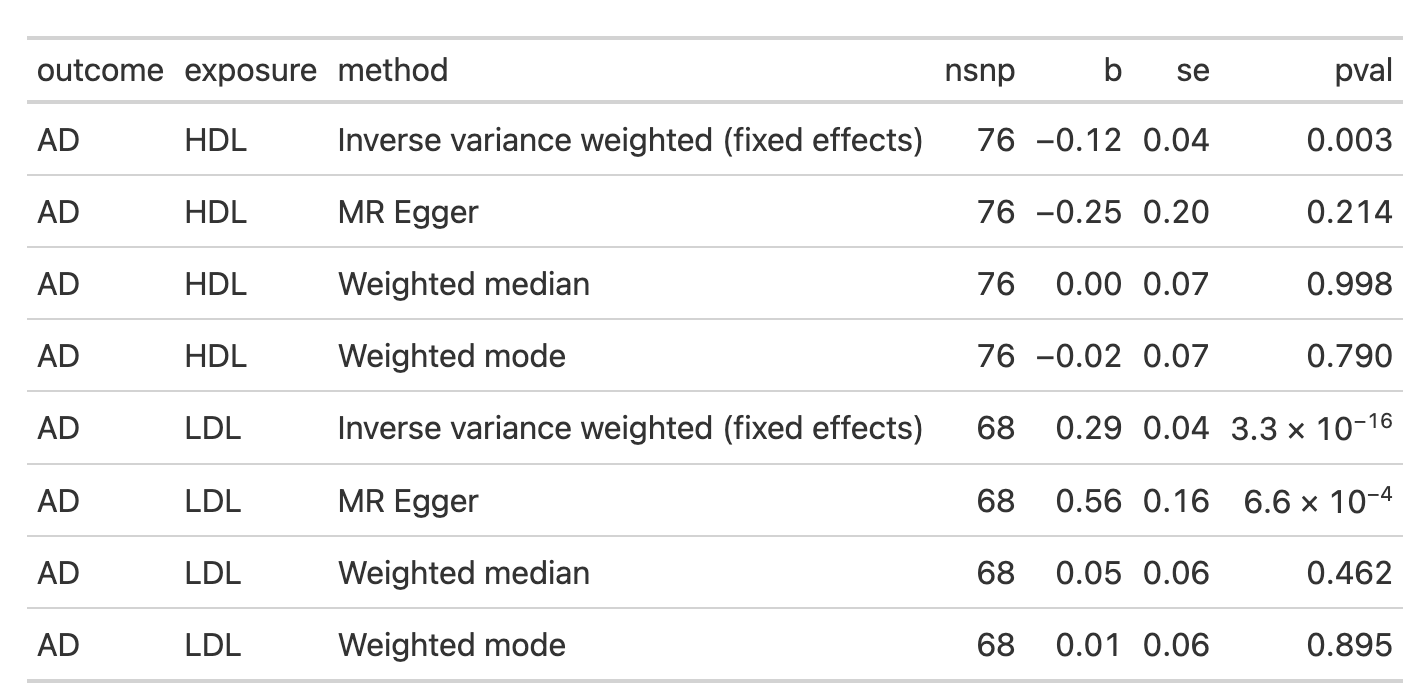 outcome exposure method nsnp b se pval
AD HDL Inverse variance weighted (fixed effects) 76 −0.12 0.04 0.003
AD HDL MR Egger 76 −0.25 0.20 0.214
AD HDL Weighted median 76 0.00 0.07 0.998
AD HDL Weighted mode 76 −0.02 0.07 0.790
AD LDL Inverse variance weighted (fixed effects) 68 0.29 0.04 3.3 × 10⁻¹⁶
AD LDL MR Egger 68 0.56 0.16 6.6 × 10⁻⁴
AD LDL Weighted median 68 0.05 0.06 0.462
AD LDL Weighted mode 68 0.01 0.06 0.895